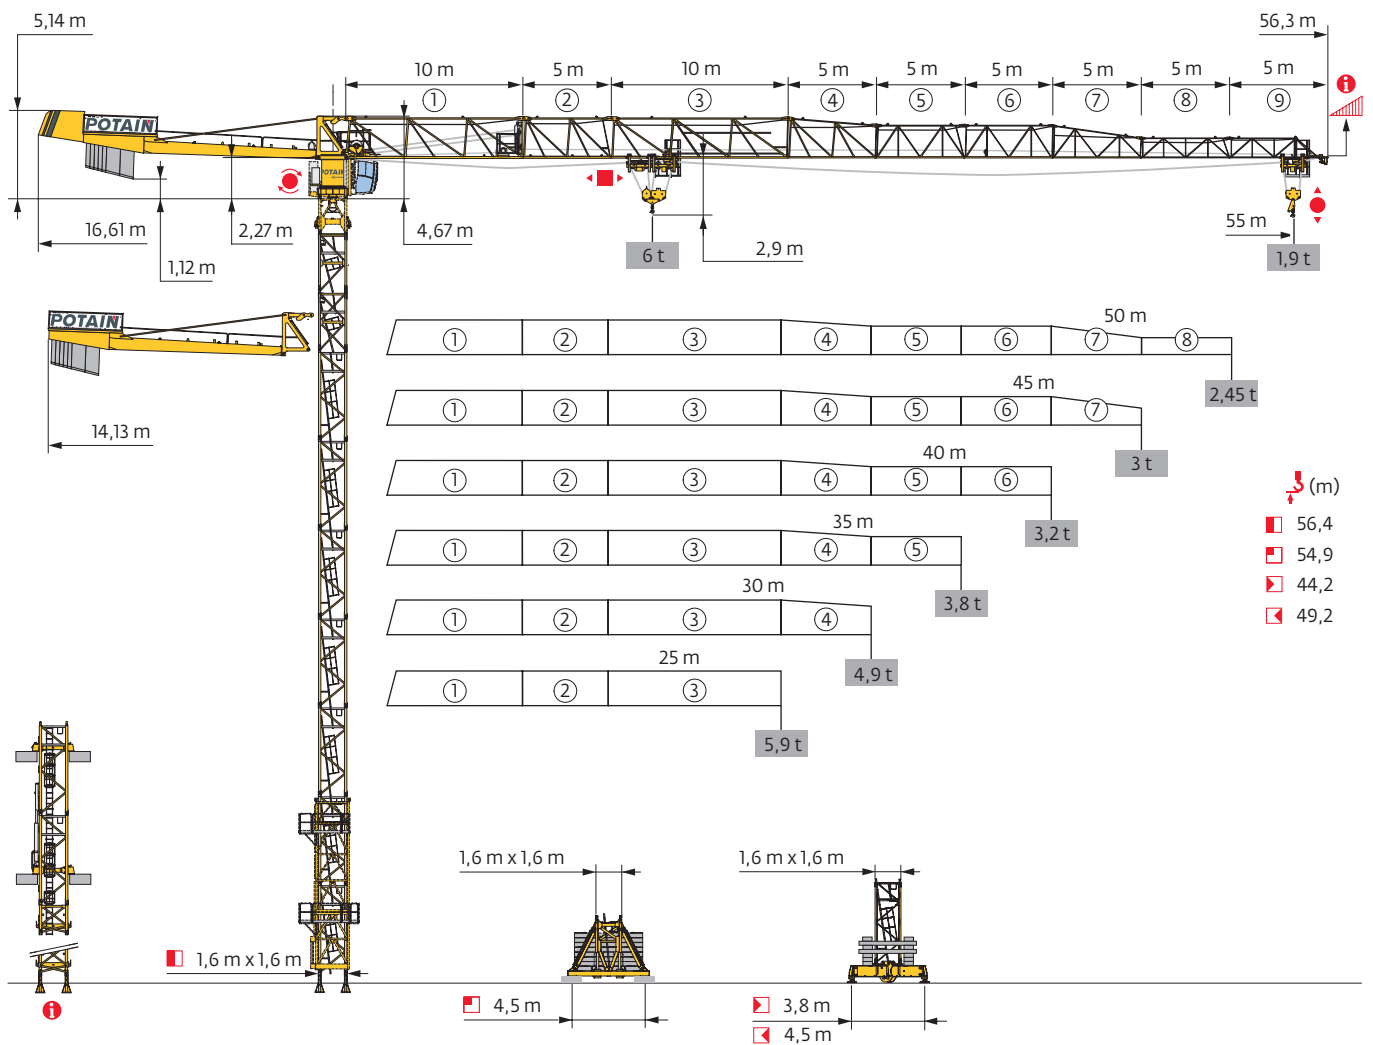 5,14 m
56,3 m
10 m 5 m 10 m 5 m 5 m 5 m 5 m 5 m 5 m
1 2 3 4 5 6 7 8 9
i
POTAIN
POTAIN
16,61 m
2,27 m
4,67 m
1,12 m
6 t
2,9 m
55 m
1,9 t
POTAIN
14,13 m
50 m
1 2 3 4 5 6 7 8
2,45 t
45 m
1 2 3 4 5 6 7
3 t
40 m
1 2 3 4 5 6
3,2 t
35 m
1 2 3 4 5
3,8 t
30 m
1 2 3 4
4,9 t
25 m
1 2 3
5,9 t
(m)
56,4
54,9
44,2
49,2
1,6 m x 1,6 m
1,6 m x 1,6 m
1,6 m x 1,6 m
i
4,5 m
3,8 m
4,5 m